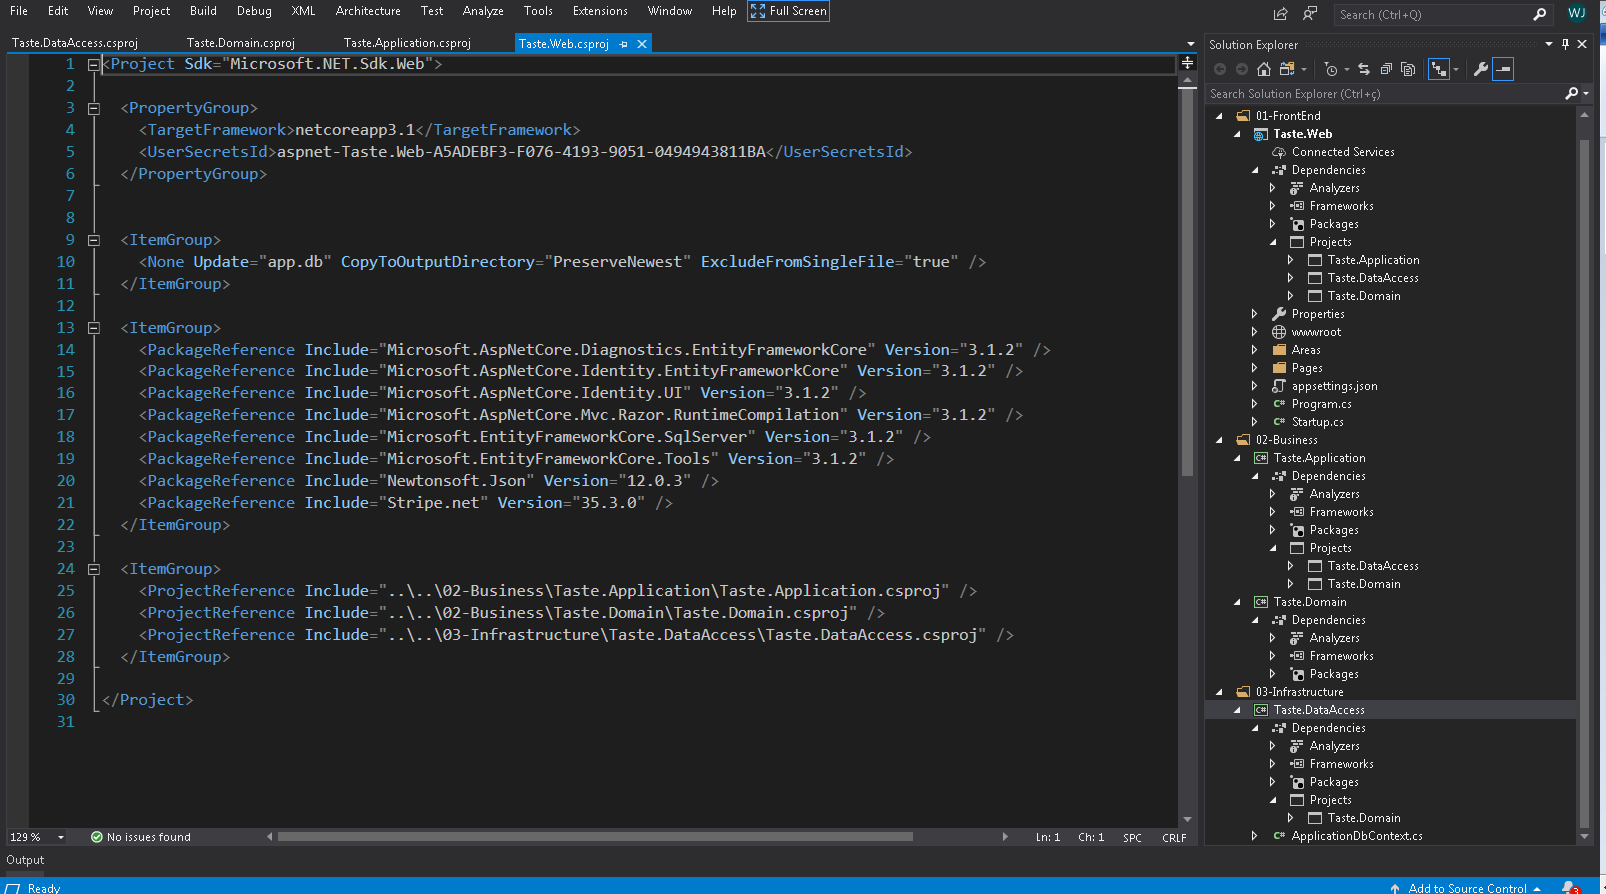 File Edit View Project Build Debug XML Architecture Test Analyze Tools Extensions Window Help Full Screen Search (Ctrl+Q) WJ
Taste.DataAccess.csproj Taste.Domain.csproj Taste.Application.csproj Taste.Web.csproj
1 <Project Sdk="Microsoft.NET.Sdk.Web">
2
3 <PropertyGroup>
4 <TargetFramework>netcoreapp3.1</TargetFramework>
5 <UserSecretsId>aspnet-Taste.Web-A5ADEBF3-F076-4193-9051-0494943811BA</UserSecretsId>
6 </PropertyGroup>
7
8
9 <ItemGroup>
10 <None Update="app.db" CopyToOutputDirectory="PreserveNewest" ExcludeFromSingleFile="true" />
11 </ItemGroup>
12
13 <ItemGroup>
14 <PackageReference Include="Microsoft.AspNetCore.Diagnostics.EntityFrameworkCore" Version="3.1.2" />
15 <PackageReference Include="Microsoft.AspNetCore.Identity.EntityFrameworkCore" Version="3.1.2" />
16 <PackageReference Include="Microsoft.AspNetCore.Identity.UI" Version="3.1.2" />
17 <PackageReference Include="Microsoft.AspNetCore.Mvc.Razor.RuntimeCompilation" Version="3.1.2" />
18 <PackageReference Include="Microsoft.EntityFrameworkCore.SqlServer" Version="3.1.2" />
19 <PackageReference Include="Microsoft.EntityFrameworkCore.Tools" Version="3.1.2" />
20 <PackageReference Include="Newtonsoft.Json" Version="12.0.3" />
21 <PackageReference Include="Stripe.net" Version="35.3.0" />
22 </ItemGroup>
23
24 <ItemGroup>
25 <ProjectReference Include="..\..\02-Business\Taste.Application\Taste.Application.csproj" />
26 <ProjectReference Include="..\..\02-Business\Taste.Domain\Taste.Domain.csproj" />
27 <ProjectReference Include="..\..\03-Infrastructure\Taste.DataAccess\Taste.DataAccess.csproj" />
28 </ItemGroup>
29
30 </Project>
31
129 % No issues found Ln: 1 Ch: 1 SPC CRLF
Output
Solution Explorer
Search Solution Explorer (Ctrl+ç)
01-FrontEnd
Taste.Web
Connected Services
Dependencies
Analyzers
Frameworks
Packages
Projects
Taste.Application
Taste.DataAccess
Taste.Domain
Properties
wwwroot
Areas
Pages
appsettings.json
C# Program.cs
C# Startup.cs
02-Business
C# Taste.Application
Dependencies
Analyzers
Frameworks
Packages
Projects
Taste.DataAccess
Taste.Domain
C# Taste.Domain
Dependencies
Analyzers
Frameworks
Packages
03-Infrastructure
C# Taste.DataAccess
Dependencies
Analyzers
Frameworks
Packages
Projects
Taste.Domain
C# ApplicationDbContext.cs
Ready Add to Source Control 3